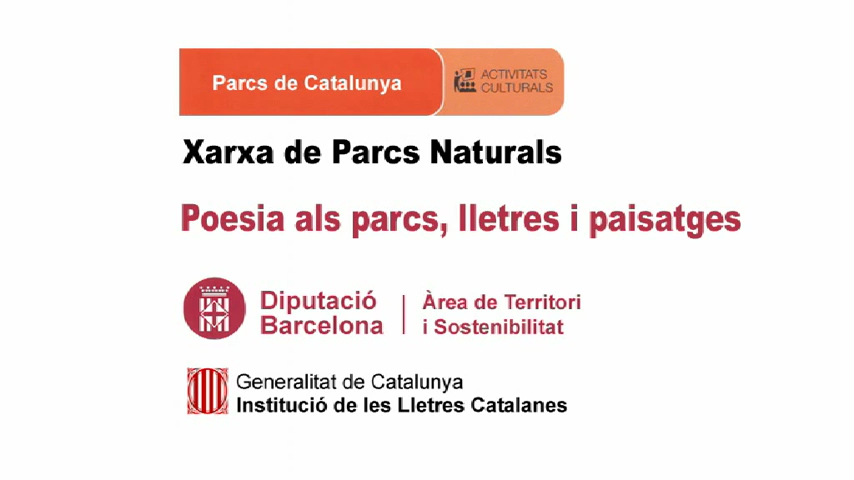 Parcs de Catalunya
ACTIVITATS
CULTURALS
Xarxa de Parcs Naturals
Poesia als parcs, lletres i paisatges
Diputació
Barcelona
Àrea de Territori
i Sostenibilitat
Generalitat de Catalunya
Institució de les Lletres Catalanes